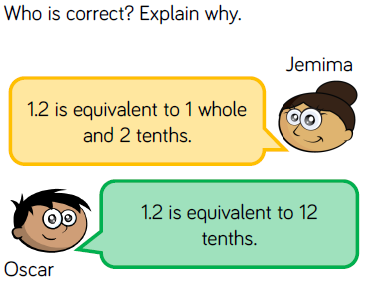 Who is correct? Explain why.
Jemima
1.2 is equivalent to 1 whole
and 2 tenths.
1.2 is equivalent to 12
tenths.
Oscar